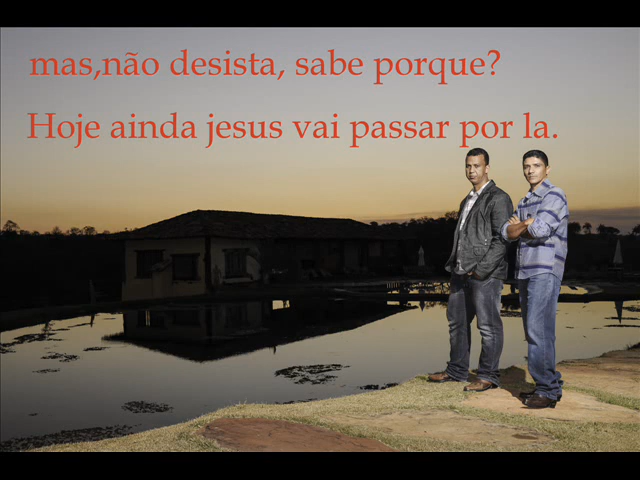 mas,não desista, sabe porque?
Hoje ainda jesus vai passar por la.